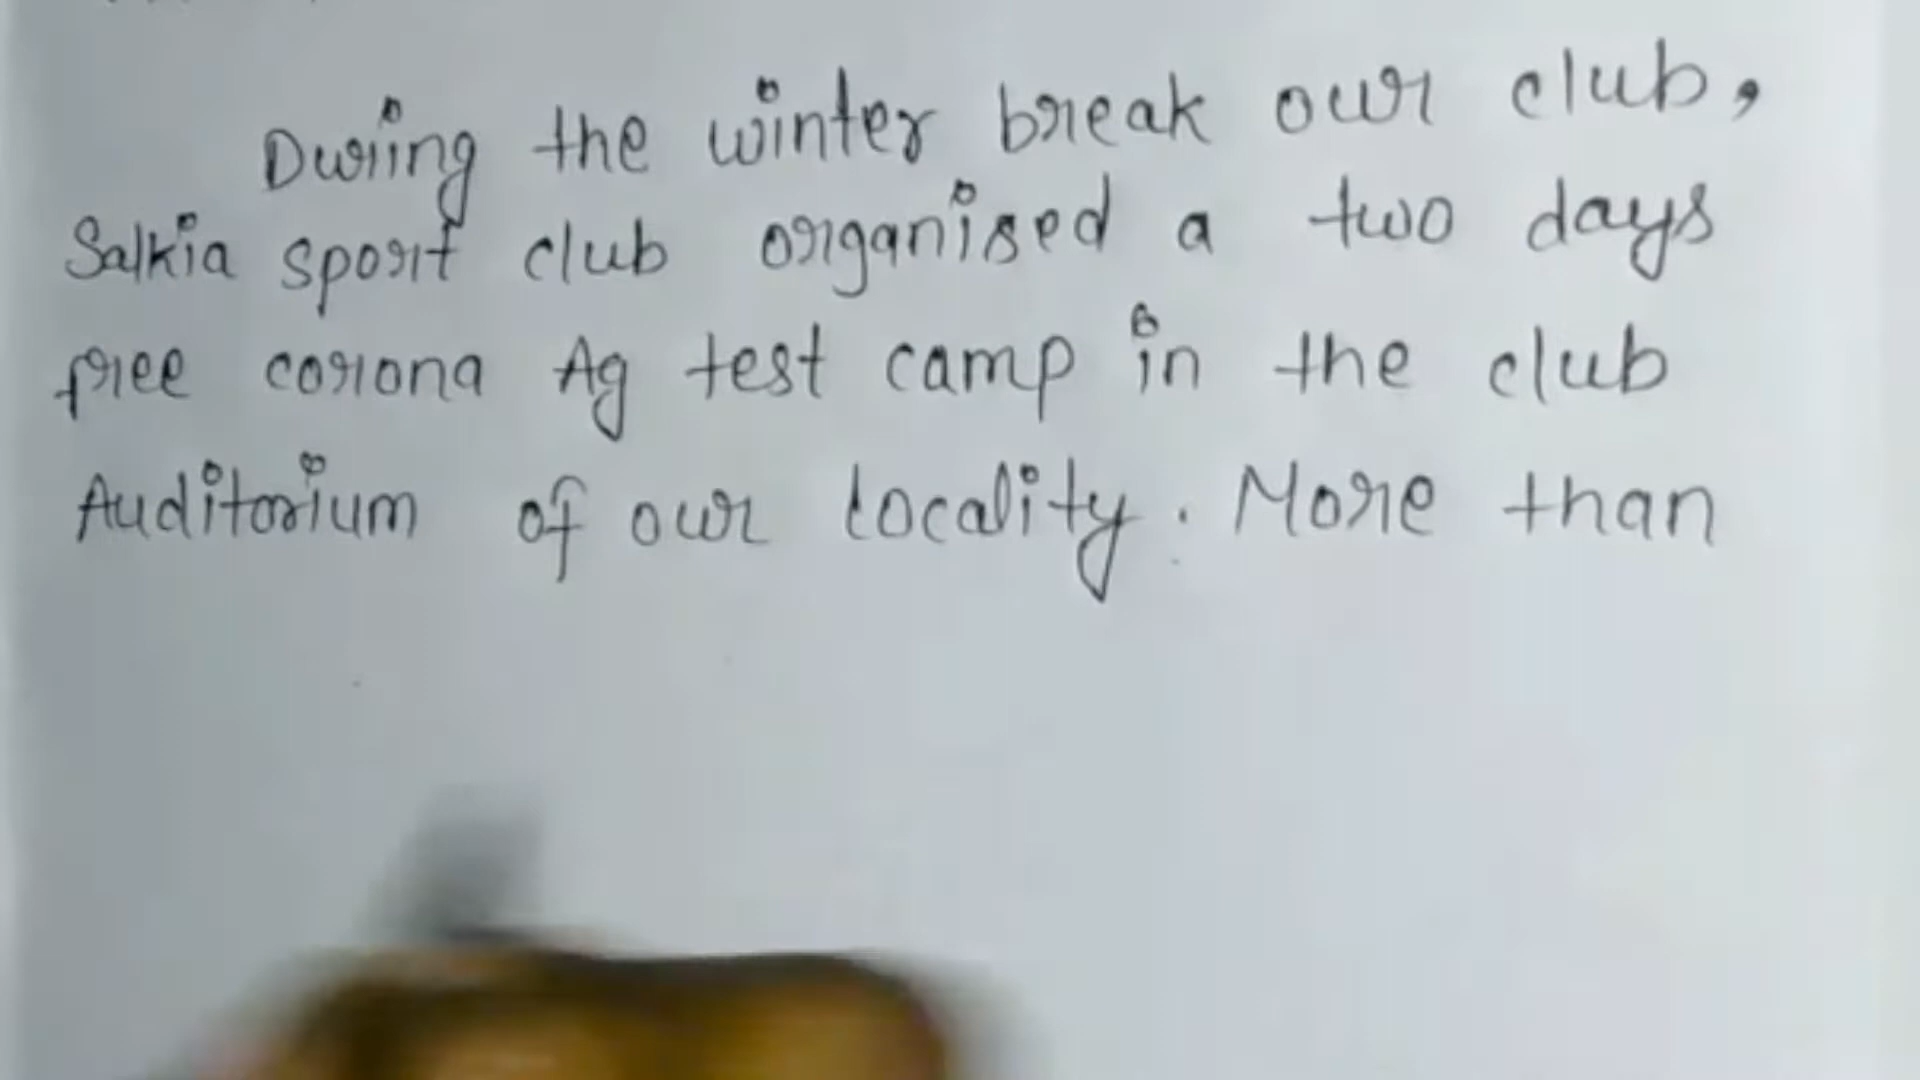 During the winter break our club,
Salkia sport club organised a two days
free corona Ag test camp in the club
Auditorium of our locality. More than